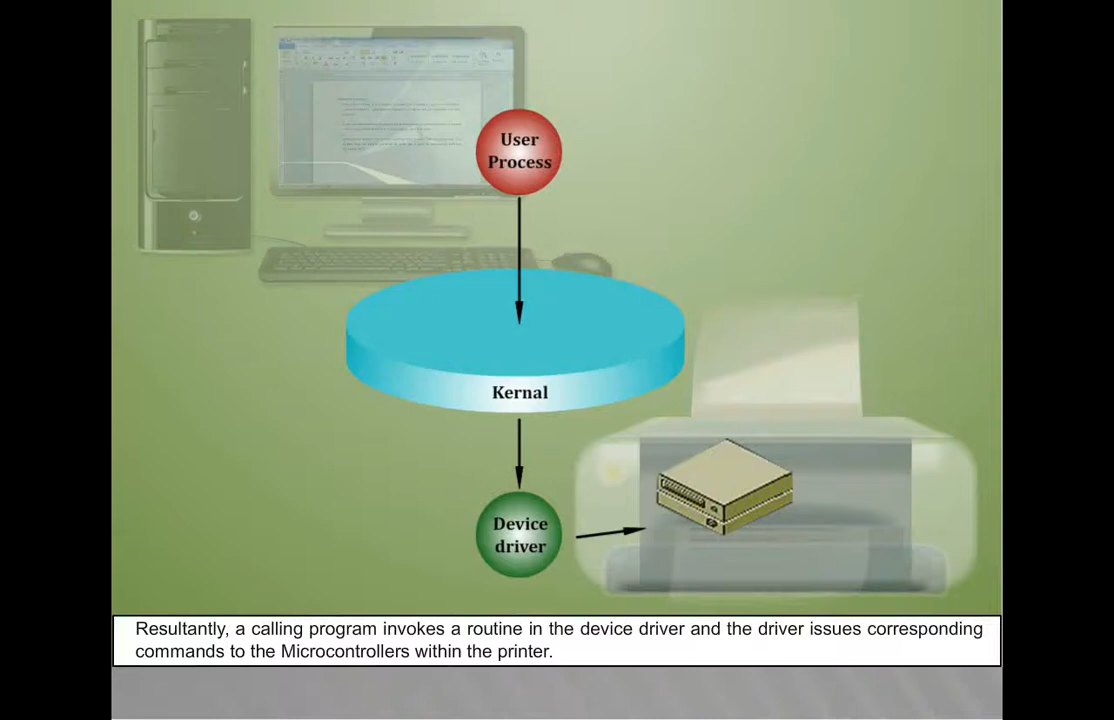 User
Process
Kernal
Device
driver
Resultantly, a calling program invokes a routine in the device driver and the driver issues corresponding
commands to the Microcontrollers within the printer.